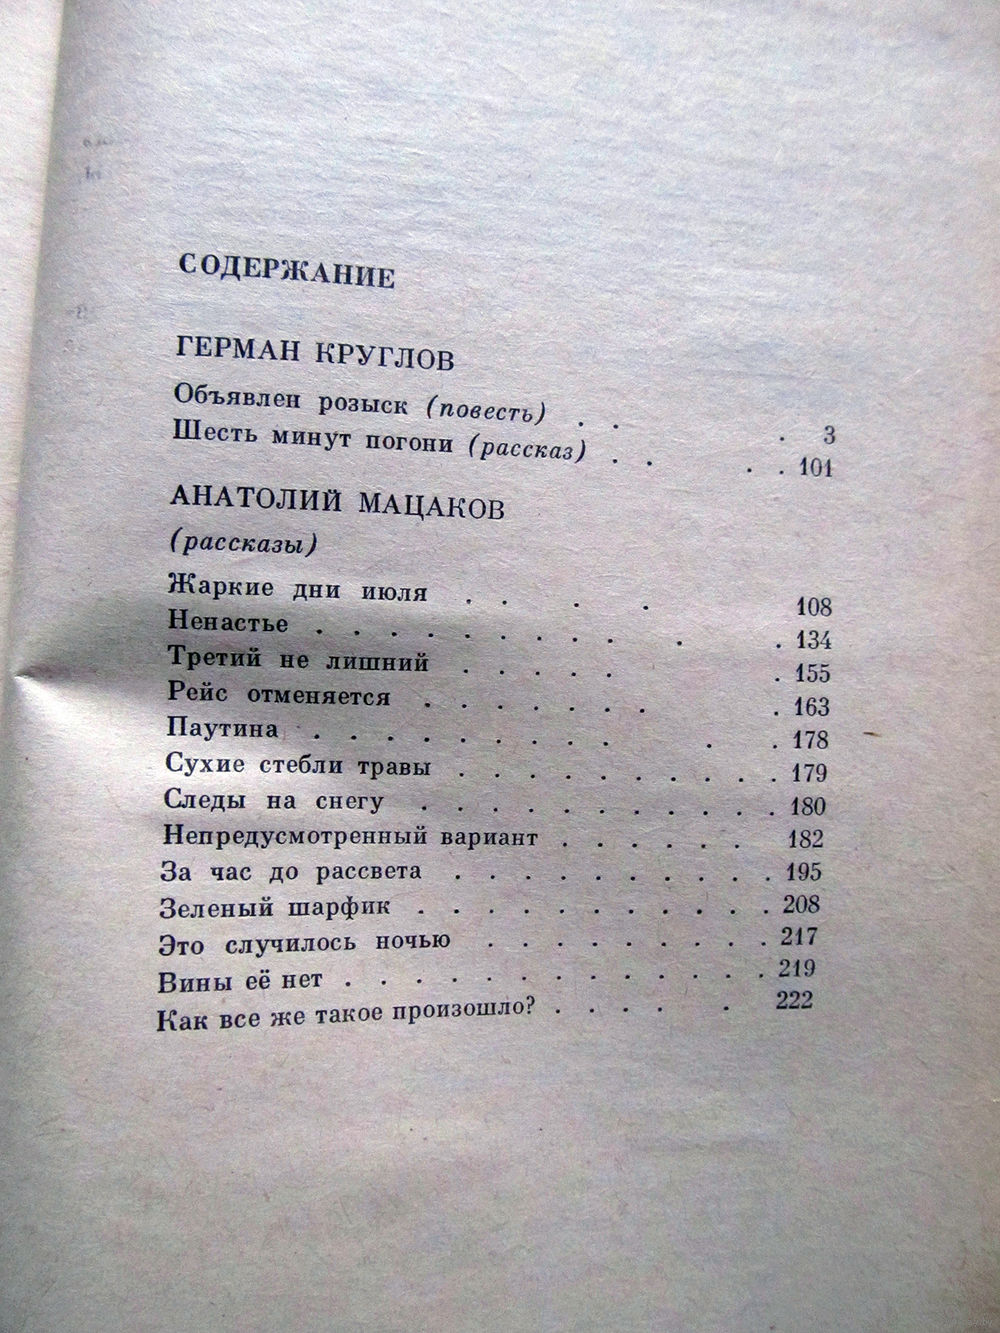 СОДЕРЖАНИЕ
ГЕРМАН КРУГЛОВ
Объявлен розыск (повесть) . . . 3
Шесть минут погони (рассказ) . . . . 101
АНАТОЛИЙ МАЦАКОВ
(рассказы)
Жаркие дни июля . . . . 108
Ненастье . . . . . . . . . . . 134
Третий не лишний . . . . . . 155
Рейс отменяется . . . . . . . . 163
Паутина . . . . . . . . . . . 178
Сухие стебли травы . . . . . . . . . . 179
Следы на снегу . . . . . . . . . . . 180
Непредусмотренный вариант . . . . . . 182
За час до рассвета . . . . . . . . . . 195
Зеленый шарфик . . . . . . . . . . . 208
Это случилось ночью . . . . . . . . . 217
Вины её нет . . . . . . . . . . . . . 219
Как все же такое произошло? . . . . . 222